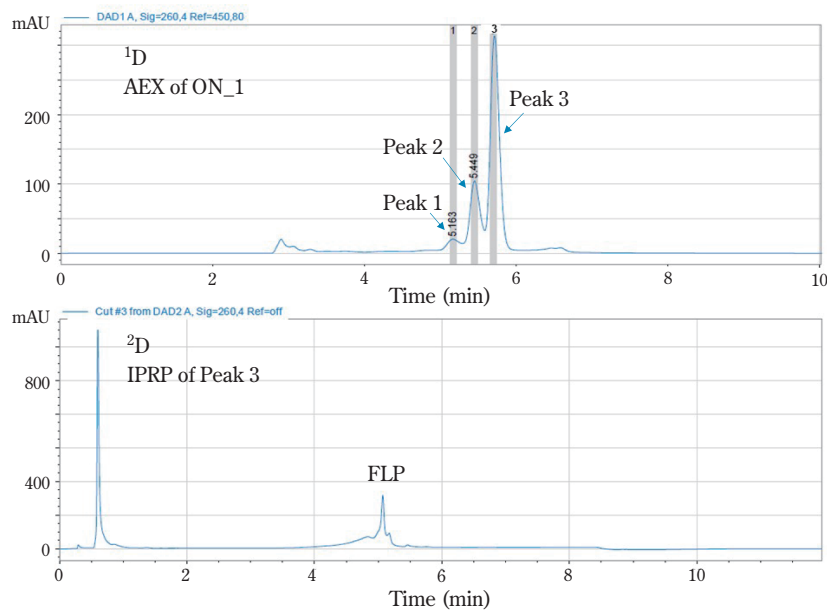 mAU
DAD1 A, Sig=260,4 Ref=450,80
1 2 3
1D
AEX of ON_1
Peak 3
Peak 2
Peak 1
5.163
5.449
200
100
0
0 2 4 6 8 10
Time (min)
mAU
Cut #3 from DAD2 A, Sig=260,4 Ref=off
2D
IPRP of Peak 3
FLP
800
400
0
0 2 4 6 8 10
Time (min)